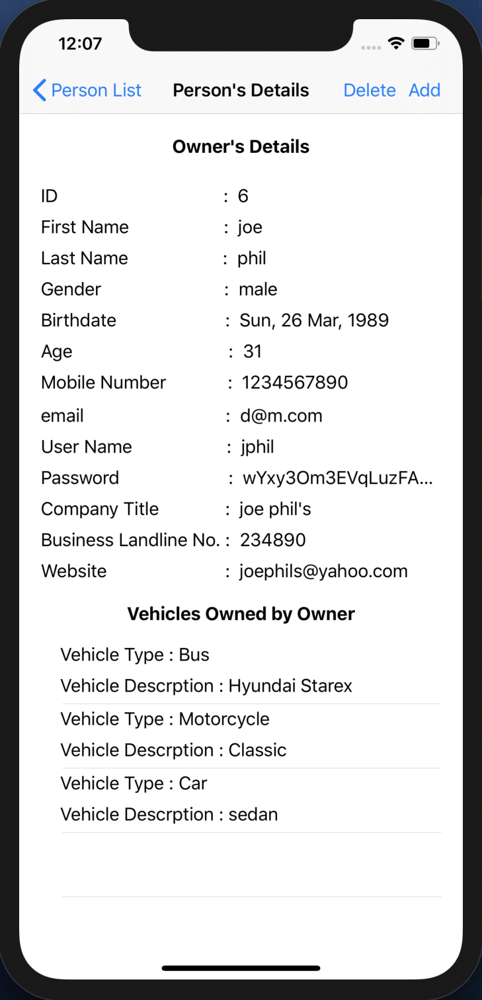 12:07
Person List Person's Details Delete Add
Owner's Details
ID : 6
First Name : joe
Last Name : phil
Gender : male
Birthdate : Sun, 26 Mar, 1989
Age : 31
Mobile Number : 1234567890
email : d@m.com
User Name : jphil
Password : wYxy3Om3EVqLuzFA...
Company Title : joe phil's
Business Landline No. : 234890
Website : joephils@yahoo.com
Vehicles Owned by Owner
Vehicle Type : Bus
Vehicle Descrption : Hyundai Starex
Vehicle Type : Motorcycle
Vehicle Descrption : Classic
Vehicle Type : Car
Vehicle Descrption : sedan